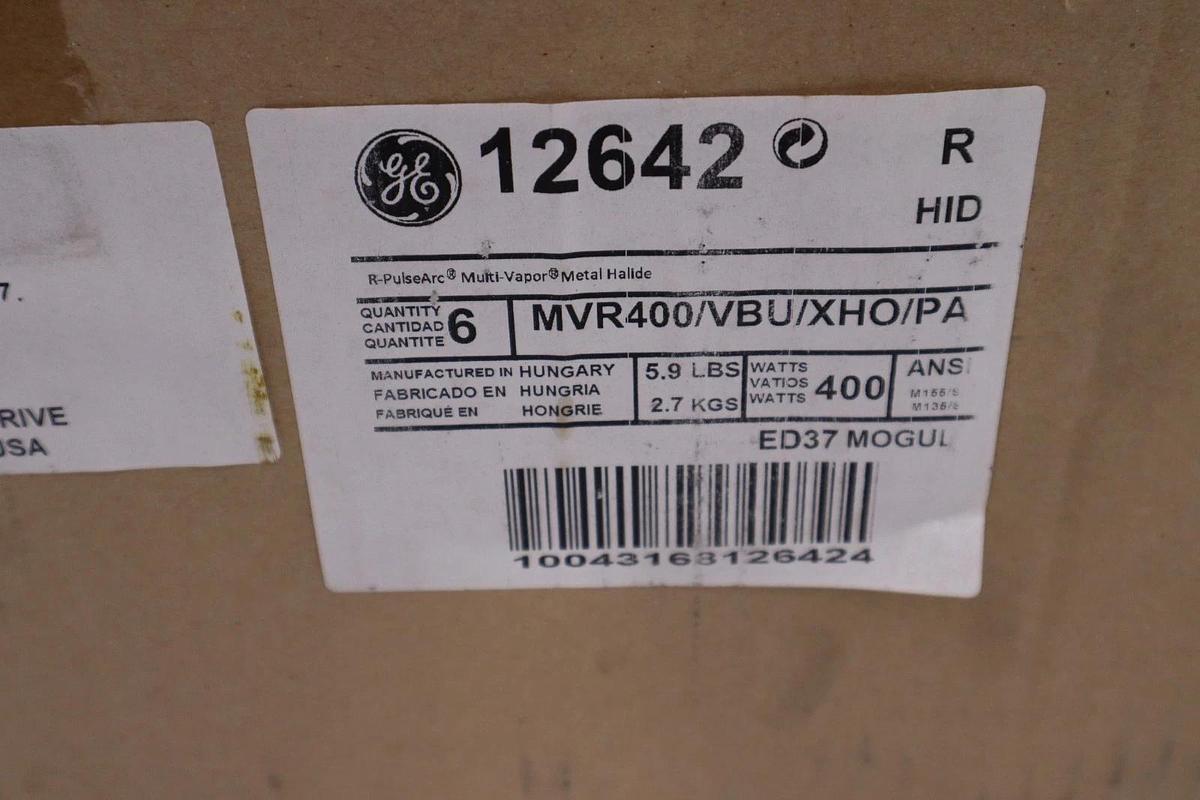 7.
RIVE
USA
GE 12642 R
HID
R-PulseArc® Multi-Vapor® Metal Halide
QUANTITY
CANTIDAD 6
QUANTITE
MVR400/VBU/XHO/PA
MANUFACTURED IN HUNGARY
FABRICADO EN HUNGRIA
FABRIQUÉ EN HONGRIE
5.9 LBS
2.7 KGS
WATTS
VATIOS 400
WATTS
ANSI
M155/S
M135/S
ED37 MOGUL
10043168126424